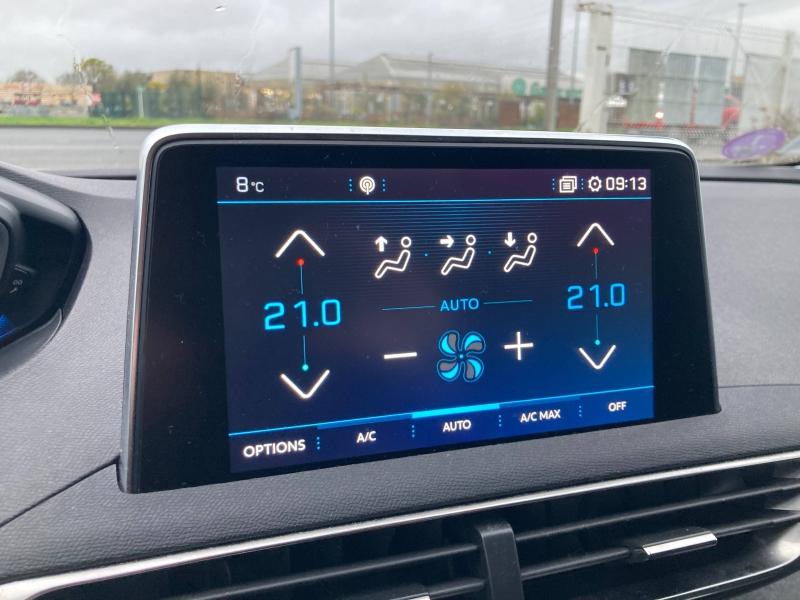 8°C 09:13
21.0 21.0
AUTO
OPTIONS A/C AUTO A/C MAX OFF